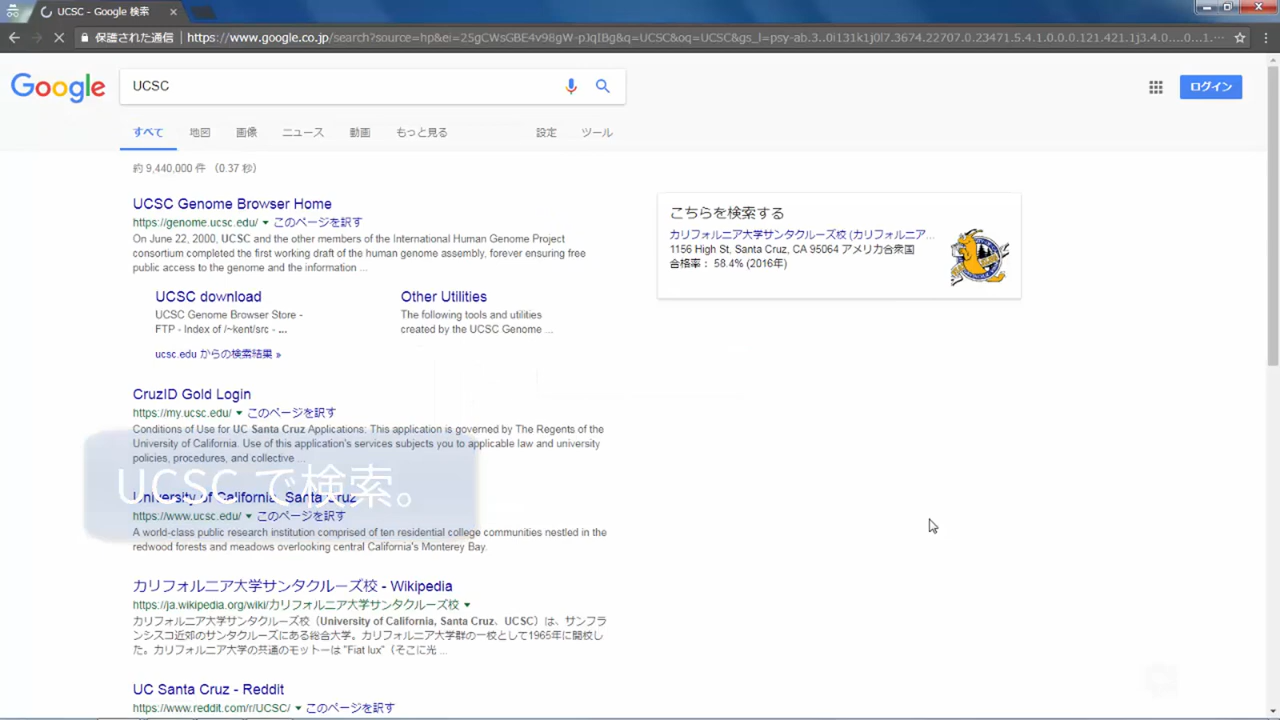 UCSC - Google 検索
保護された通信
https://www.google.co.jp/search?source=hp&ei=25gCWsGBE4v98gW-pJqIBg&q=UCSC&oq=UCSC&gs_l=psy-ab.3..0i131k1j0l7.3674.22707.0.23471.5.4.1.0.0.0.121.421.1j3.4.0....0...1.…
Google
UCSC
ログイン
すべて 地図 画像 ニュース 動画 もっと見る 設定 ツール
約 9,440,000 件 (0.37 秒)
UCSC Genome Browser Home
https://genome.ucsc.edu/ ▼ このページを訳す
On June 22, 2000, UCSC and the other members of the International Human Genome Project
consortium completed the first working draft of the human genome assembly, forever ensuring free
public access to the genome and the information ...
UCSC download
UCSC Genome Browser Store -
FTP - Index of /~kent/src - ...
Other Utilities
The following tools and utilities
created by the UCSC Genome ...
ucsc.edu からの検索結果 »
CruzID Gold Login
https://my.ucsc.edu/ ▼ このページを訳す
Conditions of Use for UC Santa Cruz Applications: This application is governed by The Regents of the
University of California. Use of this application's services subjects you to applicable law and university
policies, procedures, and collective ...
UCSC で検索。
University of California, Santa Cruz
https://www.ucsc.edu/ ▼ このページを訳す
A world-class public research institution comprised of ten residential college communities nestled in the
redwood forests and meadows overlooking central California's Monterey Bay.
カリフォルニア大学サンタクルーズ校 - Wikipedia
https://ja.wikipedia.org/wiki/カリフォルニア大学サンタクルーズ校 ▼
カリフォルニア大学サンタクルーズ校（University of California, Santa Cruz、UCSC）は、サンフラ
ンシスコ近郊のサンタクルーズにある総合大学。カリフォルニア大学群の一校として1965年に開校し
た。カリフォルニア大学の共通のモットーは "Fiat lux"（そこに光 ...
UC Santa Cruz - Reddit
https://www.reddit.com/r/UCSC/ ▼ このページを訳す
こちらを検索する
カリフォルニア大学サンタクルーズ校 (カリフォルニア...
1156 High St, Santa Cruz, CA 95064 アメリカ合衆国
合格率： 58.4% (2016年)